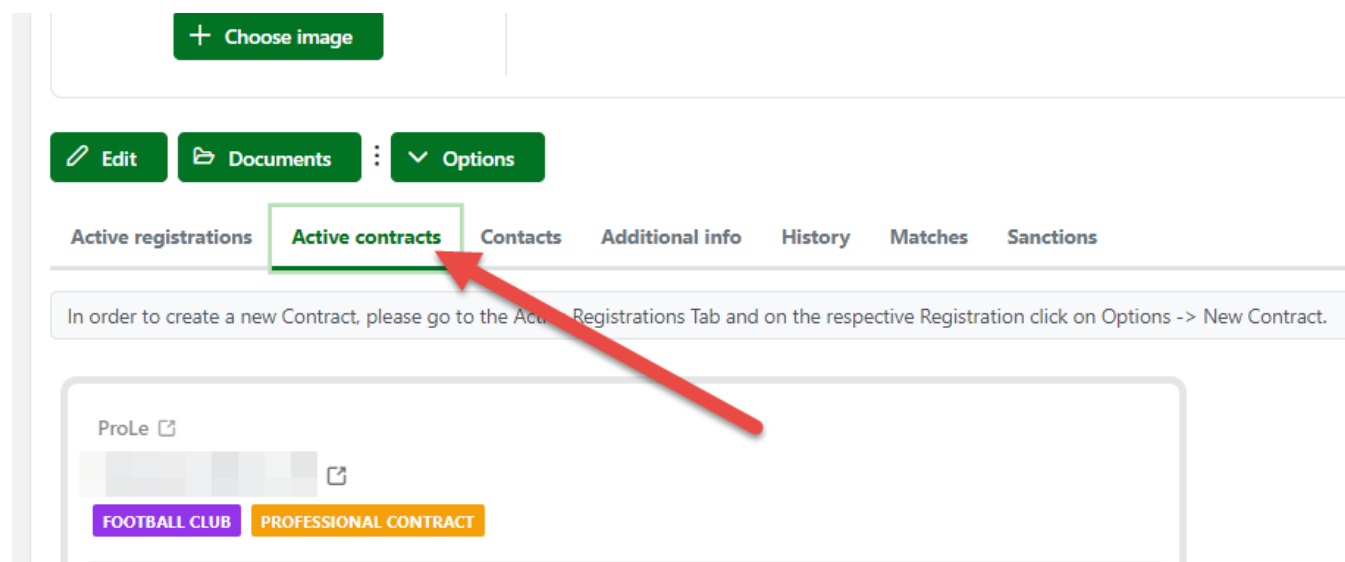 Choose image
Edit Documents Options
Active registrations Active contracts Contacts Additional info History Matches Sanctions
In order to create a new Contract, please go to the Active Registrations Tab and on the respective Registration click on Options -> New Contract.
ProLe
FOOTBALL CLUB PROFESSIONAL CONTRACT